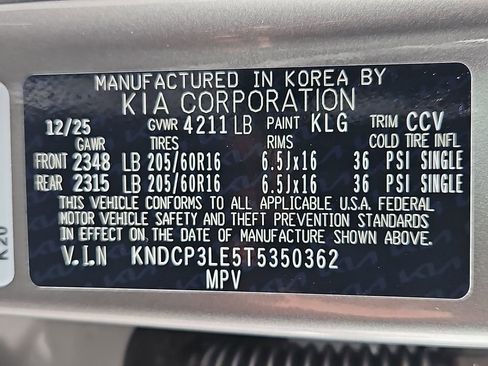 MANUFACTURED IN KOREA BY
KIA CORPORATION
12/25 GVWR 4211 LB PAINT KLG TRIM CCV
GAWR TIRES RIMS COLD TIRE INFL
FRONT 2348 LB 205/60R16 6.5Jx16 36 PSI SINGLE
REAR 2315 LB 205/60R16 6.5Jx16 36 PSI SINGLE
THIS VEHICLE CONFORMS TO ALL APPLICABLE U.S.A. FEDERAL
MOTOR VEHICLE SAFETY AND THEFT PREVENTION STANDARDS
IN EFFECT ON THE DATE OF MANUFACTURE SHOWN ABOVE.
V.I.N KNDCP3LE5T5350362
MPV
K20